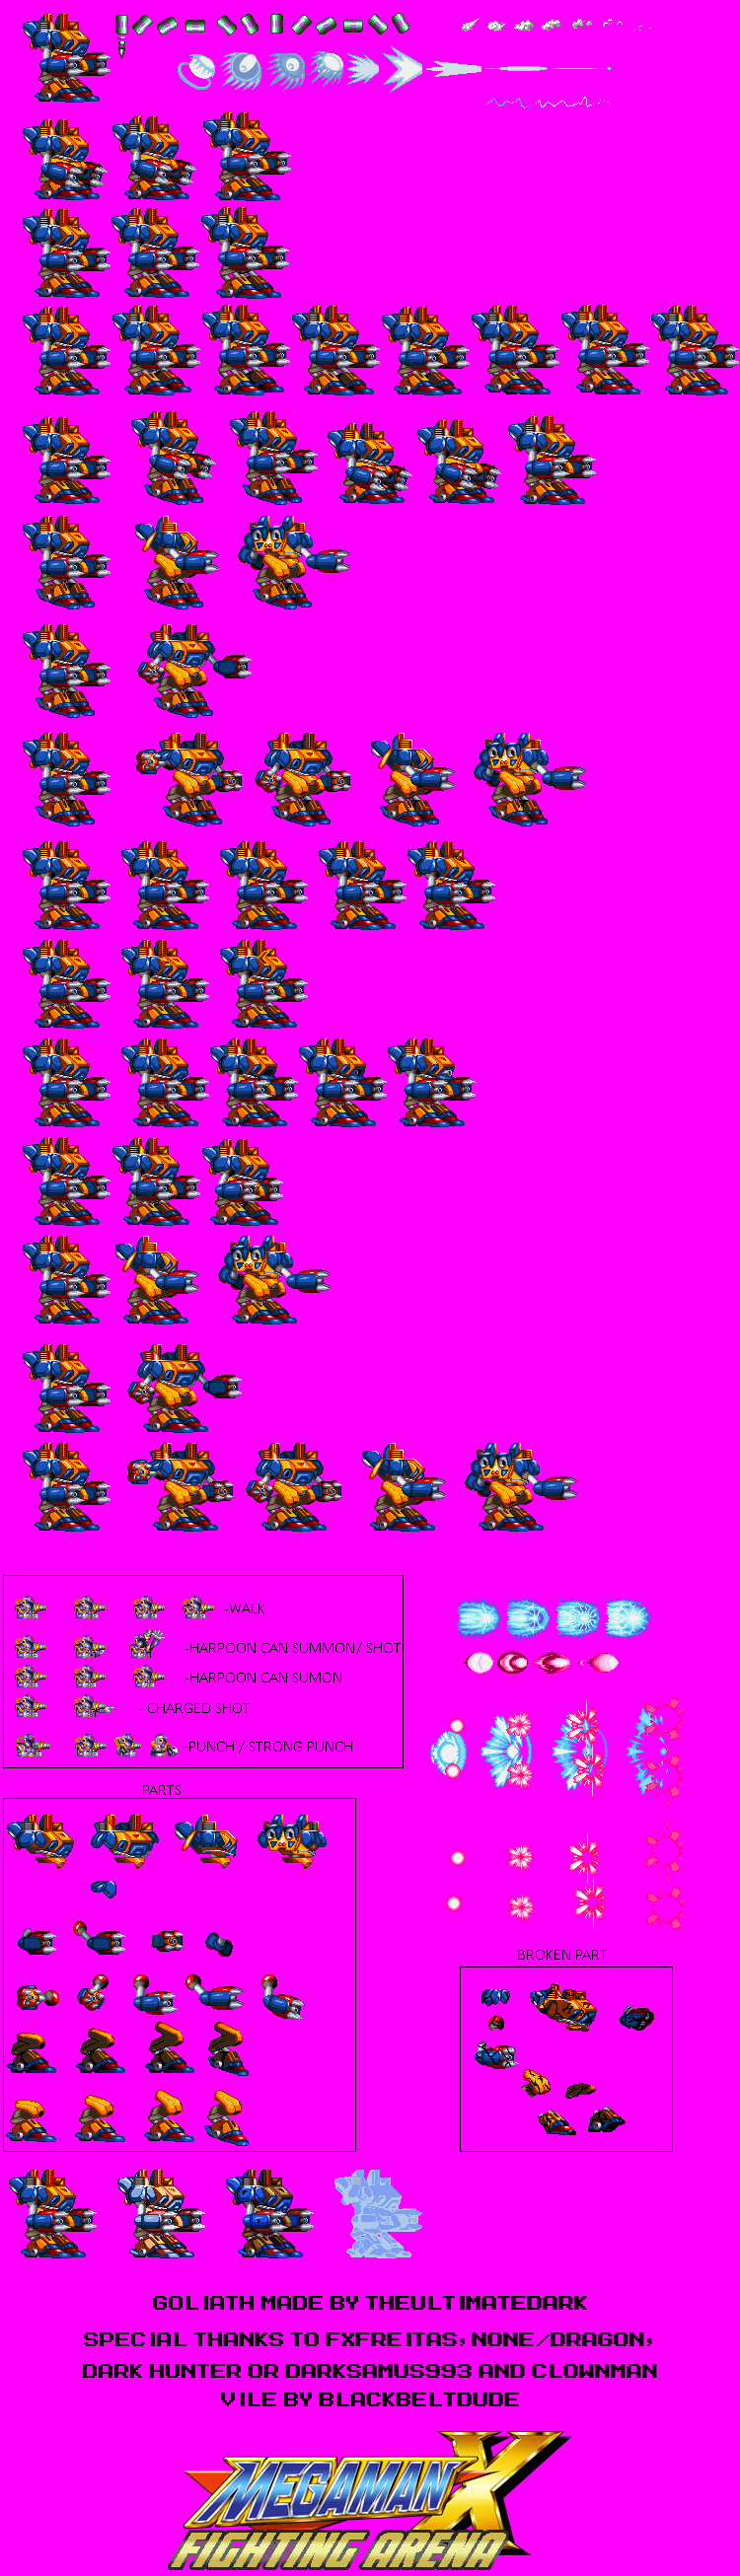 -WALK
-HARPOON CAN SUMMON/ SHOT
-HARPOON CAN SUMON
- CHARGED SHOT
-PUNCH / STRONG PUNCH
PARTS
BROKEN PART
GOLIATH MADE BY THEULTIMATEDARK
SPECIAL THANKS TO FXFREITAS, NONE/DRAGON,
DARK HUNTER OR DARKSAMUS993 AND CLOWNMAN
VILE BY BLACKBELTDUDE
MEGAMAN X
FIGHTING ARENA